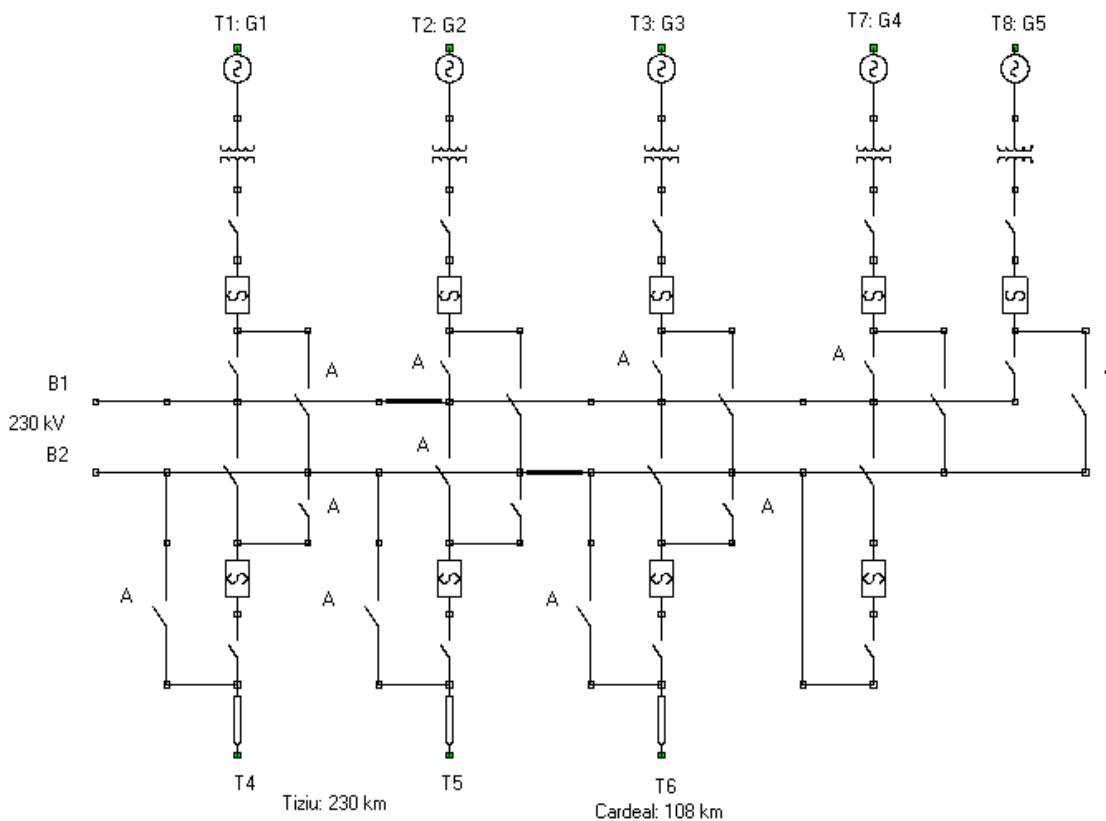 T1: G1
T2: G2
T3: G3
T7: G4
T8: G5
S
S
S
S
S
A
A
A
A
B1
230 kV
B2
A
A
A
S
S
S
S
A
A
A
T4
T5
T6
Tiziu: 230 km
Cardeal: 108 km